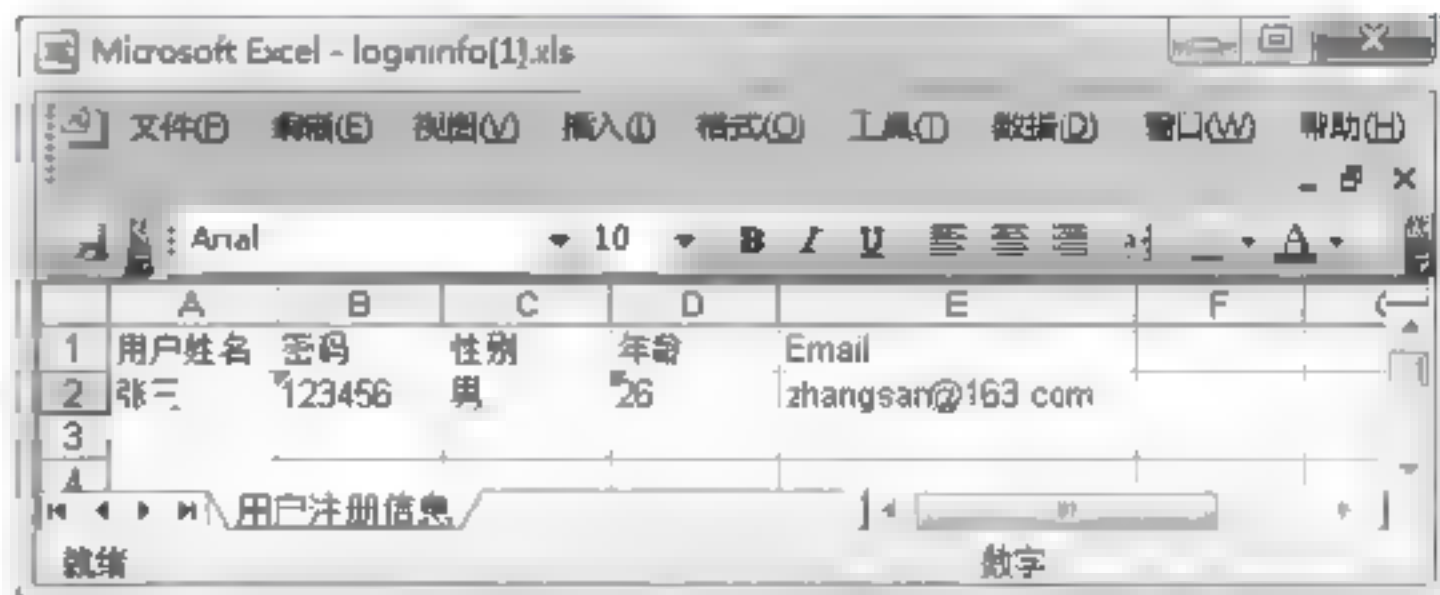 Microsoft Excel - logininfo[1].xls
文件(F) 编辑(E) 视图(V) 插入(I) 格式(O) 工具(T) 数据(D) 窗口(W) 帮助(H)
Arial 10 B I U A
A B C D E F
1 用户姓名 密码 性别 年龄 Email
2 张三 123456 男 26 zhangsan@163.com
3
4
用户注册信息
就绪 数字